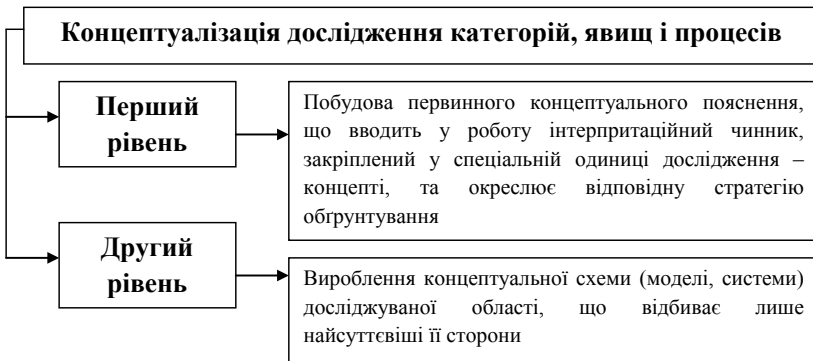 Концептуалізація дослідження категорій, явищ і процесів
Перший
рівень
Побудова первинного концептуального пояснення,
що вводить у роботу інтерпритаційний чинник,
закріплений у спеціальній одиниці дослідження –
концепті, та окреслює відповідну стратегію
обґрунтування
Другий
рівень
Вироблення концептуальної схеми (моделі, системи)
досліджуваної області, що відбиває лише
найсуттєвіші її сторони